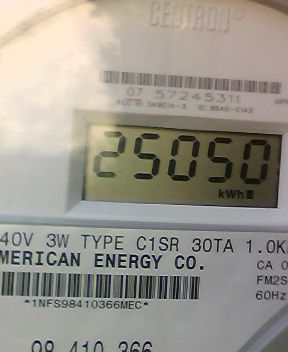 CENTRON®
07 57245311
25050
kWh
40V 3W TYPE C1SR 30TA 1.0K
MERICAN ENERGY CO.
CA 0
FM2S
*1NFS98410366MEC*
60Hz
98 410 366